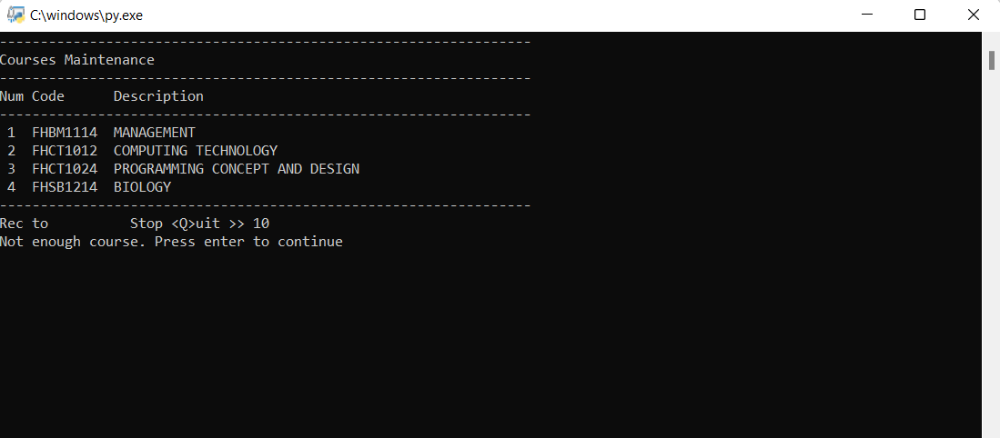 C:\windows\py.exe
-----------------------------------------------------------------
Courses Maintenance
-----------------------------------------------------------------
Num Code      Description
-----------------------------------------------------------------
 1  FHBM1114  MANAGEMENT
 2  FHCT1012  COMPUTING TECHNOLOGY
 3  FHCT1024  PROGRAMMING CONCEPT AND DESIGN
 4  FHSB1214  BIOLOGY
-----------------------------------------------------------------
Rec to          Stop <Q>uit >> 10
Not enough course. Press enter to continue